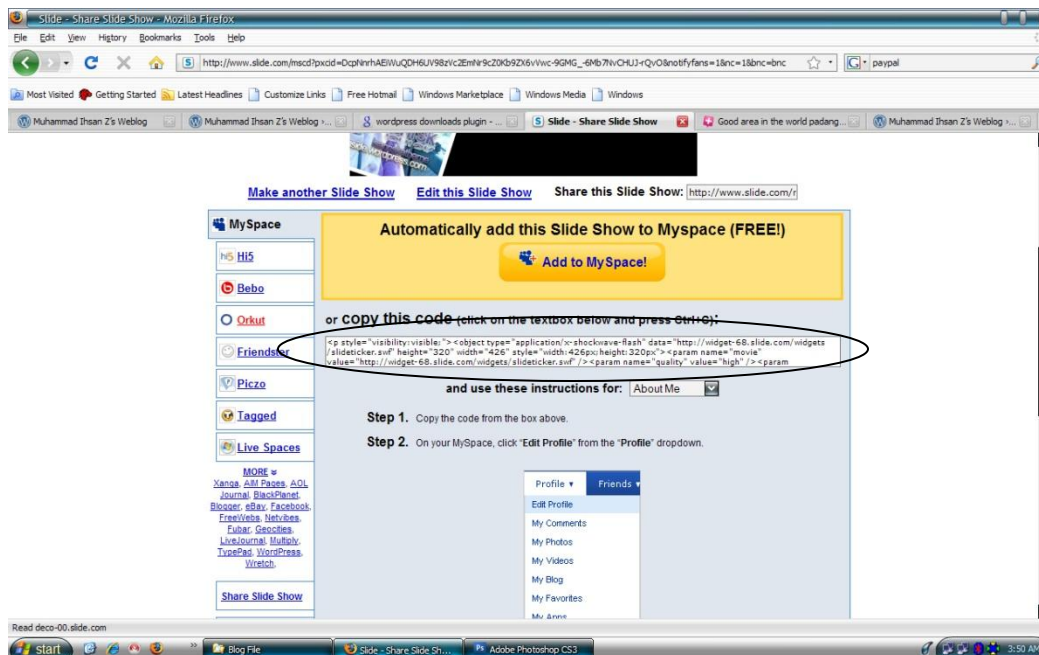 Slide - Share Slide Show - Mozilla Firefox
File Edit View History Bookmarks Tools Help
http://www.slide.com/mscd?pxcid=DcpNnrhAEiWuQDH6UV98zVc2EmNr9cZ0Kb9ZX6vVwc-9GMG_-6Mb7NvCHUJ-rQvO&notifyfans=1&nc=1&bnc=bnc
paypal
Most Visited Getting Started Latest Headlines Customize Links Free Hotmail Windows Marketplace Windows Media Windows
Muhammad Ihsan Z's Weblog Muhammad Ihsan Z's Weblog ›... wordpress downloads plugin - ... Slide - Share Slide Show Good area in the world padang... Muhammad Ihsan Z's Weblog ›...
Make another Slide Show Edit this Slide Show Share this Slide Show: http://www.slide.com/r
MySpace
Hi5
Bebo
Orkut
Friendster
Piczo
Tagged
Live Spaces
MORE
Xanga, AIM Pages, AOL
Journal, BlackPlanet,
Blogger, eBay, Facebook,
FreeWebs, Netvibes,
Fubar, Geocities,
LiveJournal, Multiply,
TypePad, WordPress,
Wretch,
Share Slide Show
Automatically add this Slide Show to Myspace (FREE!)
Add to MySpace!
or copy this code (click on the textbox below and press Ctrl+C):
<p style="visibility:visible;"><object type="application/x-shockwave-flash" data="http://widget-68.slide.com/widgets
/slideticker.swf" height="320" width="426" style="width:426px;height:320px"><param name="movie"
value="http://widget-68.slide.com/widgets/slideticker.swf" /><param name="quality" value="high" /><param
and use these instructions for: About Me
Step 1. Copy the code from the box above.
Step 2. On your MySpace, click "Edit Profile" from the "Profile" dropdown.
Profile Friends
Edit Profile
My Comments
My Photos
My Videos
My Blog
My Favorites
My Apps
Read deco-00.slide.com
start Blog File Slide - Share Slide Sh... Adobe Photoshop CS3 3:50 AM